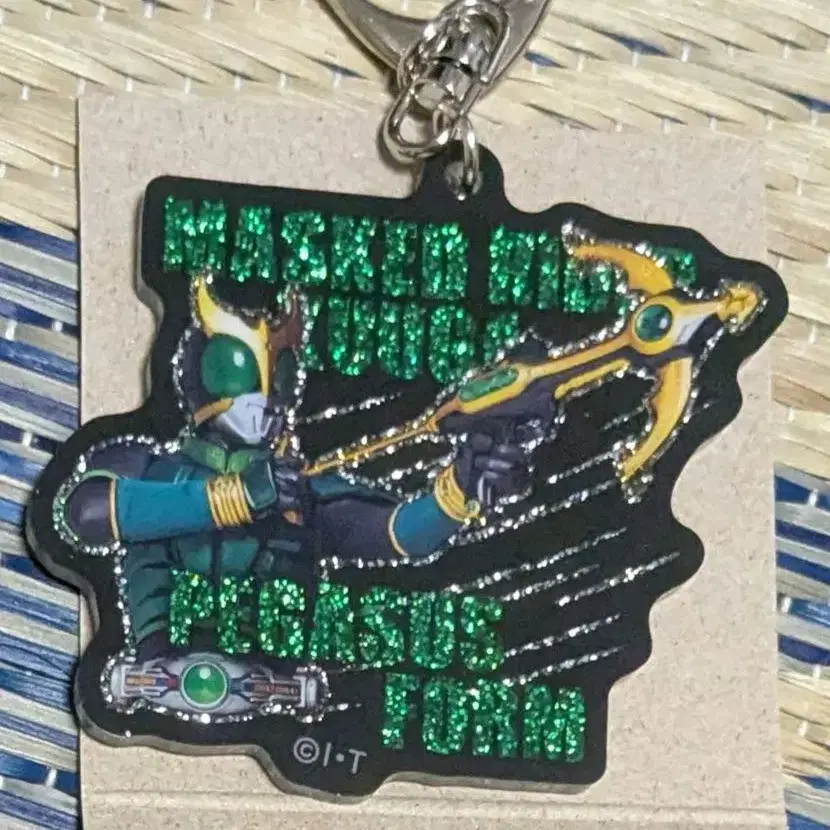 MASKED RIDER
KUUGA
PEGASUS
FORM
©I・T